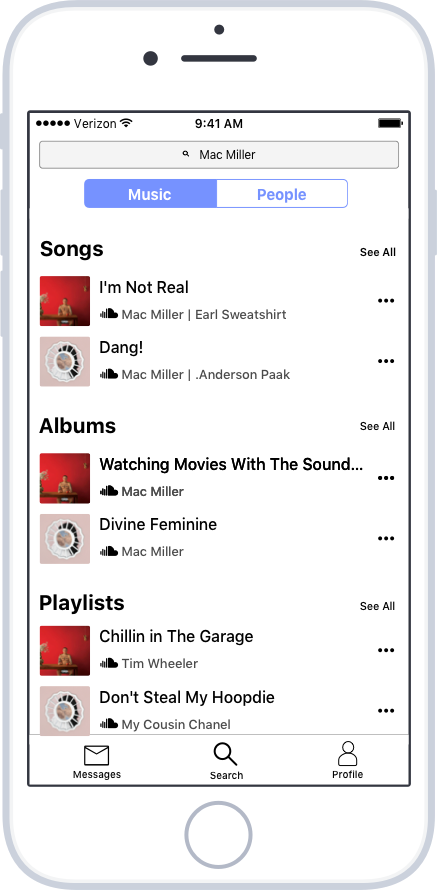 Verizon 9:41 AM
Mac Miller
Music People
Songs See All
I'm Not Real
Mac Miller | Earl Sweatshirt
Dang!
Mac Miller | .Anderson Paak
Albums See All
Watching Movies With The Sound...
Mac Miller
Divine Feminine
Mac Miller
Playlists See All
Chillin in The Garage
Tim Wheeler
Don't Steal My Hoopdie
My Cousin Chanel
Messages Search Profile